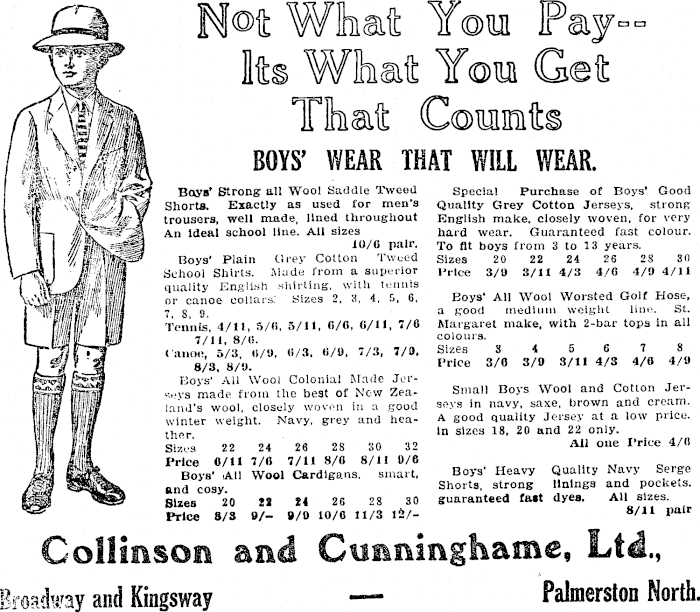 Not What You Pay--
Its What You Get
That Counts
BOYS' WEAR THAT WILL WEAR.
Boys' Strong all Wool Saddle Tweed
Shorts. Exactly as used for men's
trousers, well made, lined throughout
An ideal school line. All sizes
10/6 pair.
Boys' Plain Grey Cotton Tweed
School Shirts. Made from a superior
quality English shirting, with tennis
or canoe collars. Sizes 2, 3, 4, 5, 6,
7, 8, 9.
Tennis, 4/11, 5/6, 5/11, 6/6, 6/11, 7/6
7/11, 8/6.
Canoe, 5/3, 6/9, 6/3, 6/9, 7/3, 7/9,
8/3, 8/9.
Boys' All Wool Colonial Made Jer-
seys made from the best of New Zea-
land's wool, closely woven in a good
winter weight. Navy, grey and hea-
ther.
Sizes 22 24 26 28 30 32
Price 6/11 7/6 7/11 8/6 8/11 9/6
Boys' All Wool Cardigans, smart,
and cosy.
Sizes 20 22 24 26 28 30
Price 8/3 9/- 9/9 10/6 11/3 12/-
Special Purchase of Boys' Good
Quality Grey Cotton Jerseys, strong
English make, closely woven, for very
hard wear. Guaranteed fast colour.
To fit boys from 3 to 13 years.
Sizes 20 22 24 26 28 30
Price 3/9 3/11 4/3 4/6 4/9 4/11
Boys' All Wool Worsted Golf Hose,
a good medium weight line. St.
Margaret make, with 2-bar tops in all
colours.
Sizes 3 4 5 6 7 8
Price 3/6 3/9 3/11 4/3 4/6 4/9
Small Boys Wool and Cotton Jer-
seys in navy, saxe, brown and cream.
A good quality Jersey at a low price.
in sizes 18, 20 and 22 only.
All one Price 4/6
Boys' Heavy Quality Navy Serge
Shorts, strong linings and pockets.
guaranteed fast dyes. All sizes.
8/11 pair
Collinson and Cunninghame, Ltd.,
Broadway and Kingsway — Palmerston North.